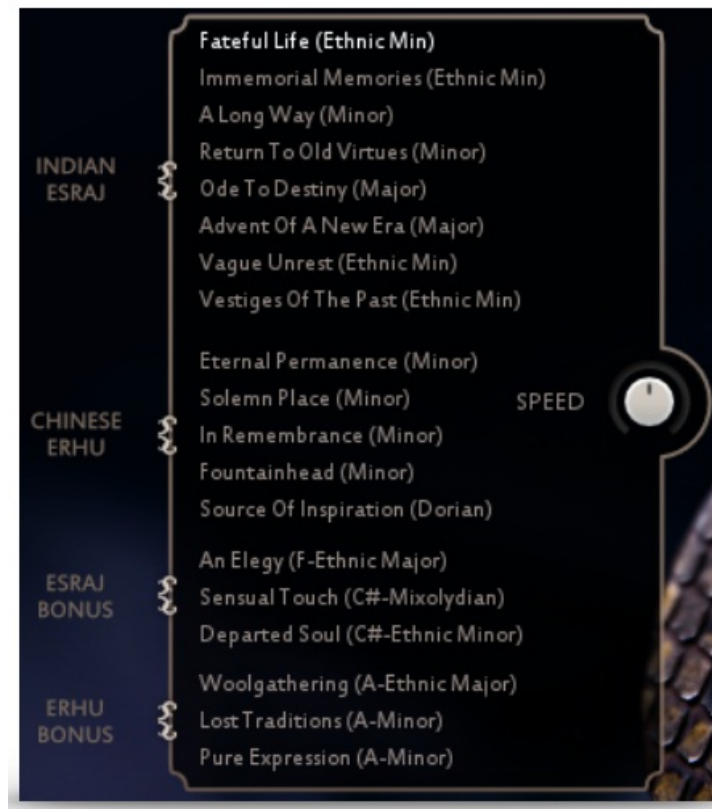 Fateful Life (Ethnic Min)
Immemorial Memories (Ethnic Min)
A Long Way (Minor)
Return To Old Virtues (Minor)
INDIAN
ESRAJ
Ode To Destiny (Major)
Advent Of A New Era (Major)
Vague Unrest (Ethnic Min)
Vestiges Of The Past (Ethnic Min)
Eternal Permanence (Minor)
Solemn Place (Minor)
SPEED
CHINESE
ERHU
In Remembrance (Minor)
Fountainhead (Minor)
Source Of Inspiration (Dorian)
An Elegy (F-Ethnic Major)
ESRAJ
BONUS
Sensual Touch (C#-Mixolydian)
Departed Soul (C#-Ethnic Minor)
Woolgathering (A-Ethnic Major)
ERHU
BONUS
Lost Traditions (A-Minor)
Pure Expression (A-Minor)